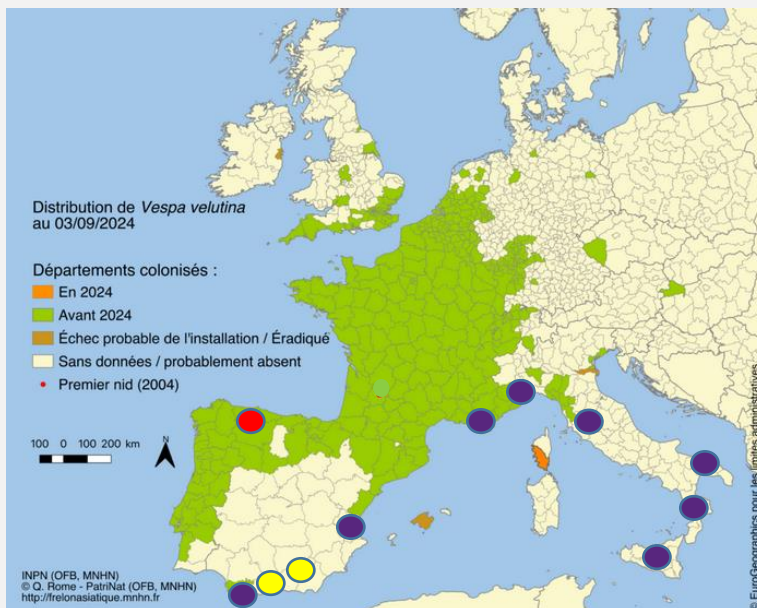 Distribution de Vespa velutina
au 03/09/2024
Départements colonisés :
En 2024
Avant 2024
Échec probable de l'installation / Éradiqué
Sans données / probablement absent
Premier nid (2004)
100 0 100 200 km
N
INPN (OFB, MNHN)
© Q. Rome - PatriNat (OFB, MNHN)
http://frelonasiatique.mnhn.fr
© EuroGeographics pour les limites administratives